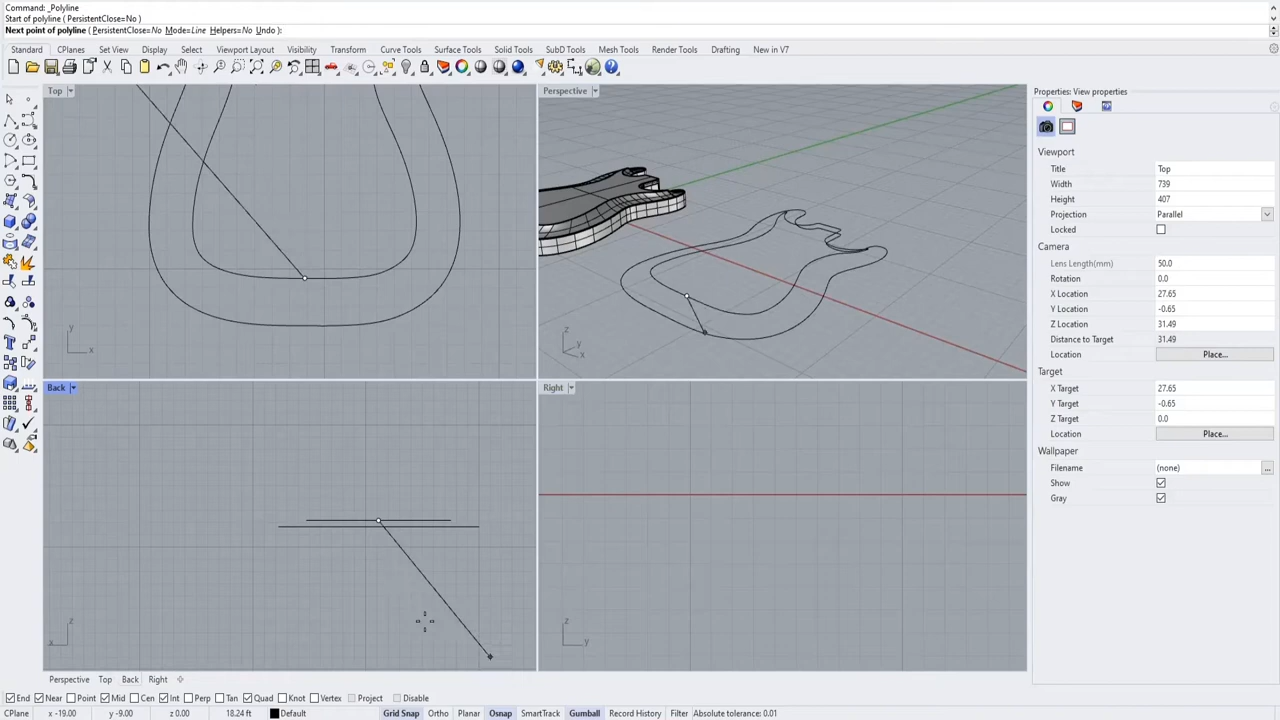 Command: _Polyline
Start of polyline ( PersistentClose=No )
Next point of polyline ( PersistentClose=No Mode=Line Helpers=No Undo ):
Standard CPlanes Set View Display Select Viewport Layout Visibility Transform Curve Tools Surface Tools Solid Tools SubD Tools Mesh Tools Render Tools Drafting New in V7
Top
Perspective
Properties: View properties
Viewport
Title Top
Width 739
Height 407
Projection Parallel
Locked
Camera
Lens Length(mm) 50.0
Rotation 0.0
X Location 27.65
Y Location -0.65
Z Location 31.49
Distance to Target 31.49
Location Place...
Target
X Target 27.65
Y Target -0.65
Z Target 0.0
Location Place...
Wallpaper
Filename (none) ...
Show
Gray
y
x
z
y
x
Back
Right
z
x
z
y
Perspective Top Back Right
End Near Point Mid Cen Int Perp Tan Quad Knot Vertex Project Disable
CPlane x -19.00 y -9.00 z 0.00 18.24 ft Default Grid Snap Ortho Planar Osnap SmartTrack Gumball Record History Filter Absolute tolerance: 0.01